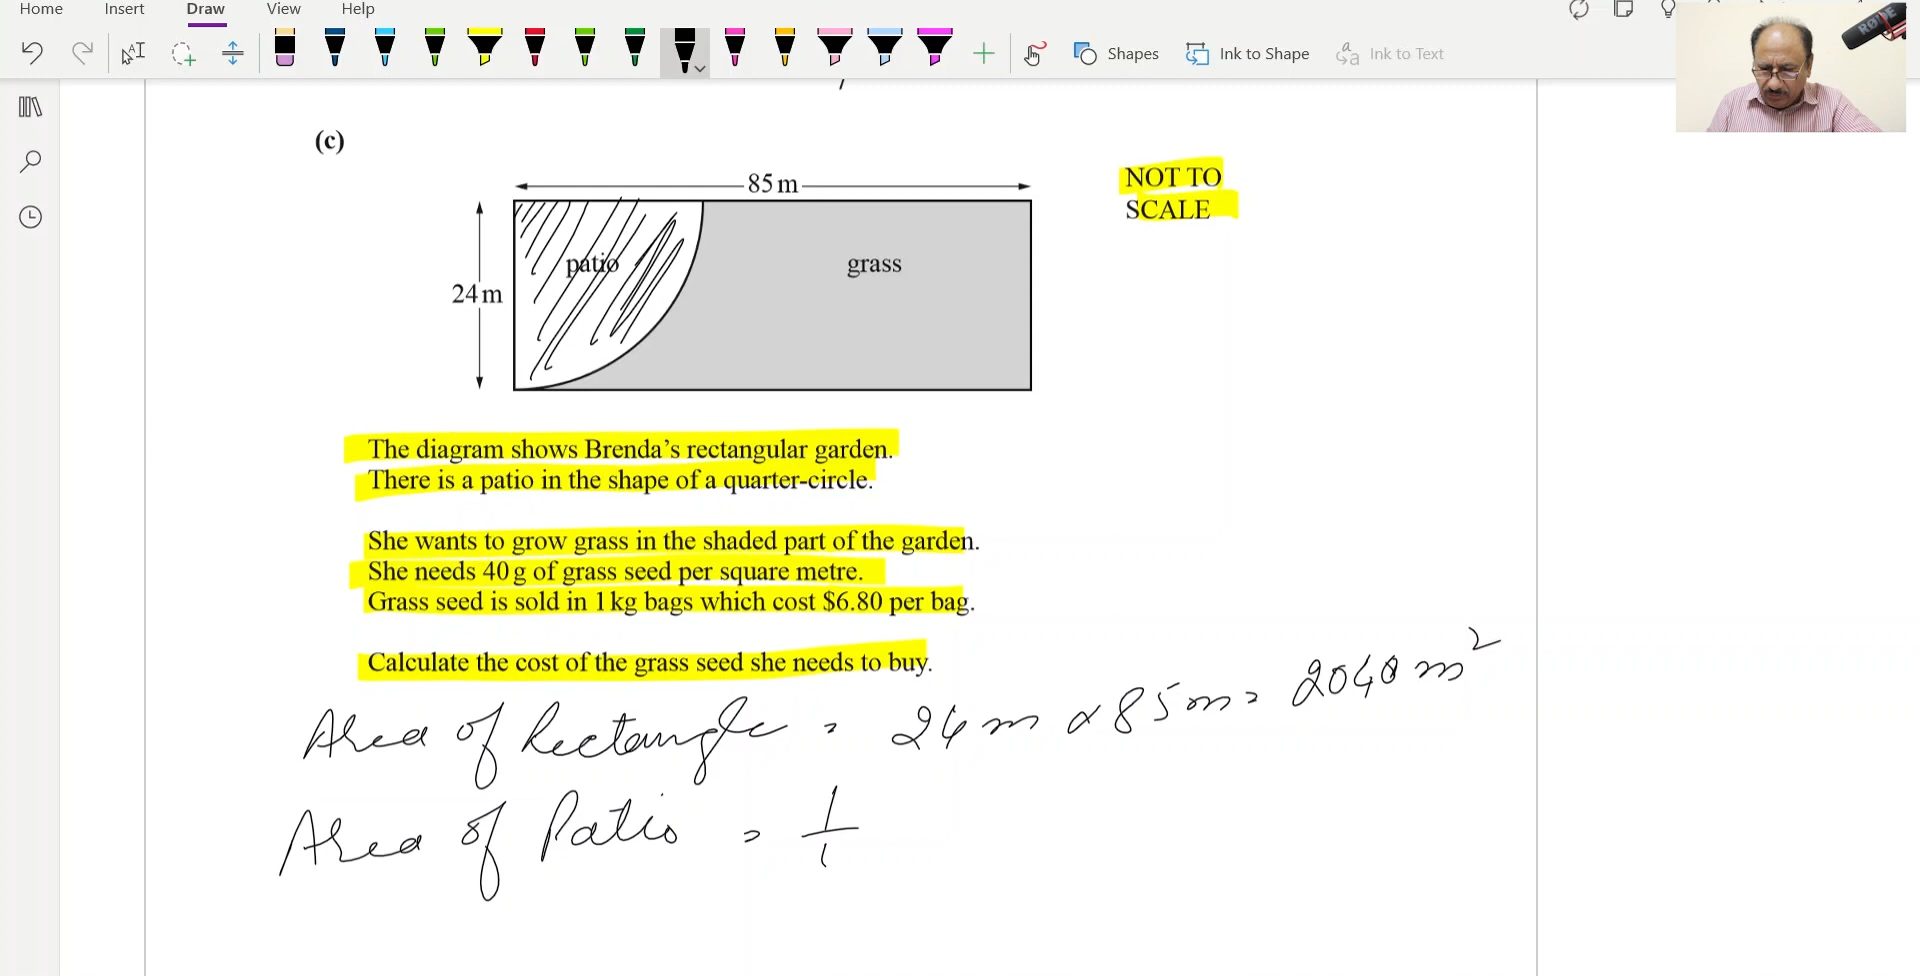 Home Insert Draw View Help
Shapes Ink to Shape Ink to Text
RØDE
(c)
85 m
NOT TO
SCALE
patio
grass
24 m
The diagram shows Brenda's rectangular garden.
There is a patio in the shape of a quarter-circle.
She wants to grow grass in the shaded part of the garden.
She needs 40 g of grass seed per square metre.
Grass seed is sold in 1 kg bags which cost $6.80 per bag.
Calculate the cost of the grass seed she needs to buy.
Area of Rectangle = 24 m × 85 m = 2040 m²
Area of Patio = 1